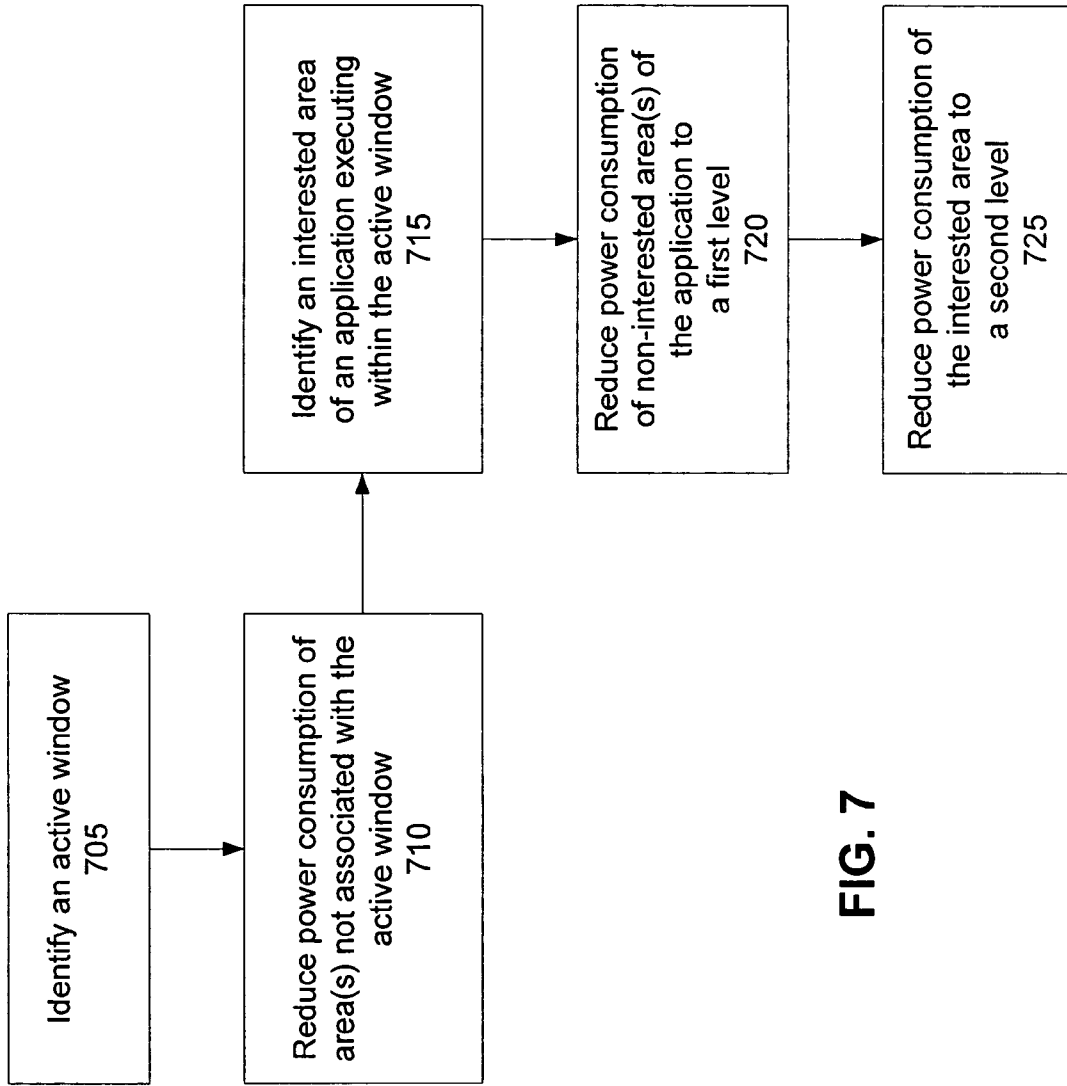 Identify an active window
705
Reduce power consumption of
area(s) not associated with the
active window
710
Identify an interested area
of an application executing
within the active window
715
Reduce power consumption
of non-interested area(s) of
the application to
a first level
720
Reduce power consumption of
the interested area to
a second level
725
FIG. 7